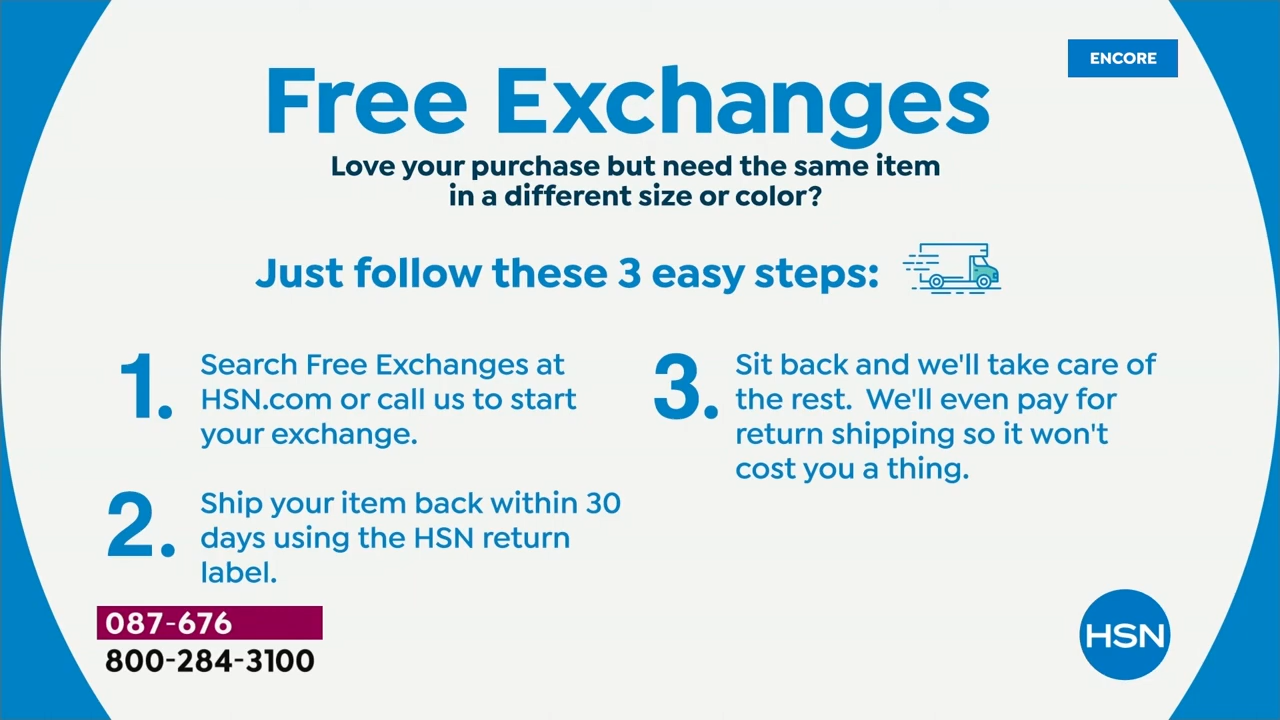 ENCORE
Free Exchanges
Love your purchase but need the same item
in a different size or color?
Just follow these 3 easy steps:
1. Search Free Exchanges at
HSN.com or call us to start
your exchange.
2. Ship your item back within 30
days using the HSN return
label.
3. Sit back and we'll take care of
the rest.  We'll even pay for
return shipping so it won't
cost you a thing.
087-676
800-284-3100
HSN